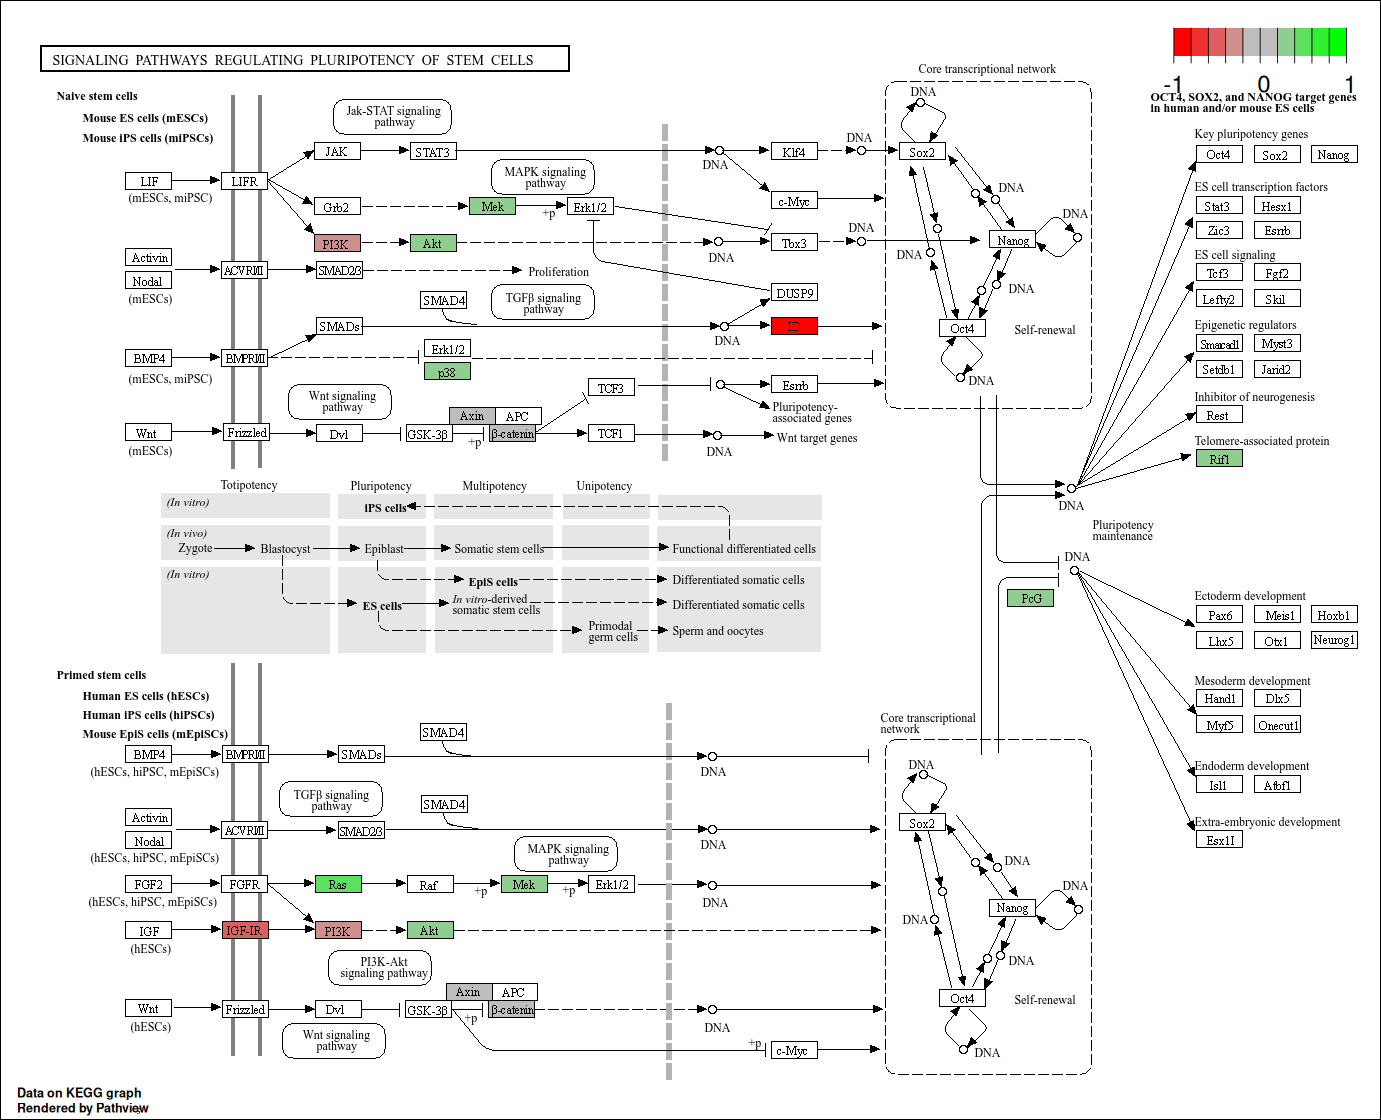 SIGNALING PATHWAYS REGULATING PLURIPOTENCY OF STEM CELLS
-1 0 1
OCT4, SOX2, and NANOG target genes
in human and/or mouse ES cells
Naive stem cells
Mouse ES cells (mESCs)
Mouse iPS cells (miPSCs)
Jak-STAT signaling
pathway
JAK
STAT3
DNA
Klf4
DNA
MAPK signaling
pathway
LIF
(mESCs, miPSC)
LIFR
Grb2
Mek
+p
Erk1/2
c-Myc
PI3K
Akt
DNA
Tbx3
DNA
Activin
Nodal
(mESCs)
ACVRI/II
SMAD2/3
Proliferation
SMAD4
TGFβ signaling
pathway
DUSP9
SMADs
DNA
ID
BMP4
(mESCs, miPSC)
BMPRI/II
Erk1/2
p38
Wnt signaling
pathway
TCF3
Esrrb
Pluripotency-
associated genes
Axin
APC
Wnt
(mESCs)
Frizzled
Dvl
GSK-3β
+p
β-catenin
TCF1
DNA
Wnt target genes
Core transcriptional network
DNA
Sox2
DNA
DNA
Nanog
DNA
DNA
Oct4
Self-renewal
DNA
Key pluripotency genes
Oct4
Sox2
Nanog
ES cell transcription factors
Stat3
Hesx1
Zic3
Esrrb
ES cell signaling
Tcf3
Fgf2
Lefty2
Skil
Epigenetic regulators
Smarcad1
Myst3
Setdb1
Jarid2
Inhibitor of neurogenesis
Rest
Telomere-associated protein
Rif1
DNA
Pluripotency
maintenance
DNA
PcG
Ectoderm development
Pax6
Meis1
Hoxb1
Lhx5
Otx1
Neurog1
Mesoderm development
Hand1
Dlx5
Myf5
Onecut1
Endoderm development
Isl1
Atbf1
Extra-embryonic development
Esx1l
Totipotency
Pluripotency
Multipotency
Unipotency
(In vitro)
iPS cells
(In vivo)
Zygote
Blastocyst
Epiblast
Somatic stem cells
Functional differentiated cells
(In vitro)
EpiS cells
Differentiated somatic cells
ES cells
In vitro-derived
somatic stem cells
Differentiated somatic cells
Primodal
germ cells
Sperm and oocytes
Primed stem cells
Human ES cells (hESCs)
Human iPS cells (hiPSCs)
Mouse EpiS cells (mEpiSCs)
BMP4
(hESCs, hiPSC, mEpiSCs)
BMPRI/II
SMADs
SMAD4
DNA
TGFβ signaling
pathway
Activin
Nodal
(hESCs, hiPSC, mEpiSCs)
ACVRI/II
SMAD2/3
SMAD4
DNA
MAPK signaling
pathway
FGF2
(hESCs, hiPSC, mEpiSCs)
FGFR
Ras
Raf
+p
Mek
+p
Erk1/2
DNA
IGF
(hESCs)
IGF-IR
PI3K
Akt
PI3K-Akt
signaling pathway
Axin
APC
Wnt
(hESCs)
Frizzled
Dvl
GSK-3β
+p
β-catenin
DNA
Wnt signaling
pathway
+p
c-Myc
Core transcriptional
network
DNA
Sox2
DNA
DNA
Nanog
DNA
DNA
Oct4
Self-renewal
DNA
Data on KEGG graph
Rendered by Pathview